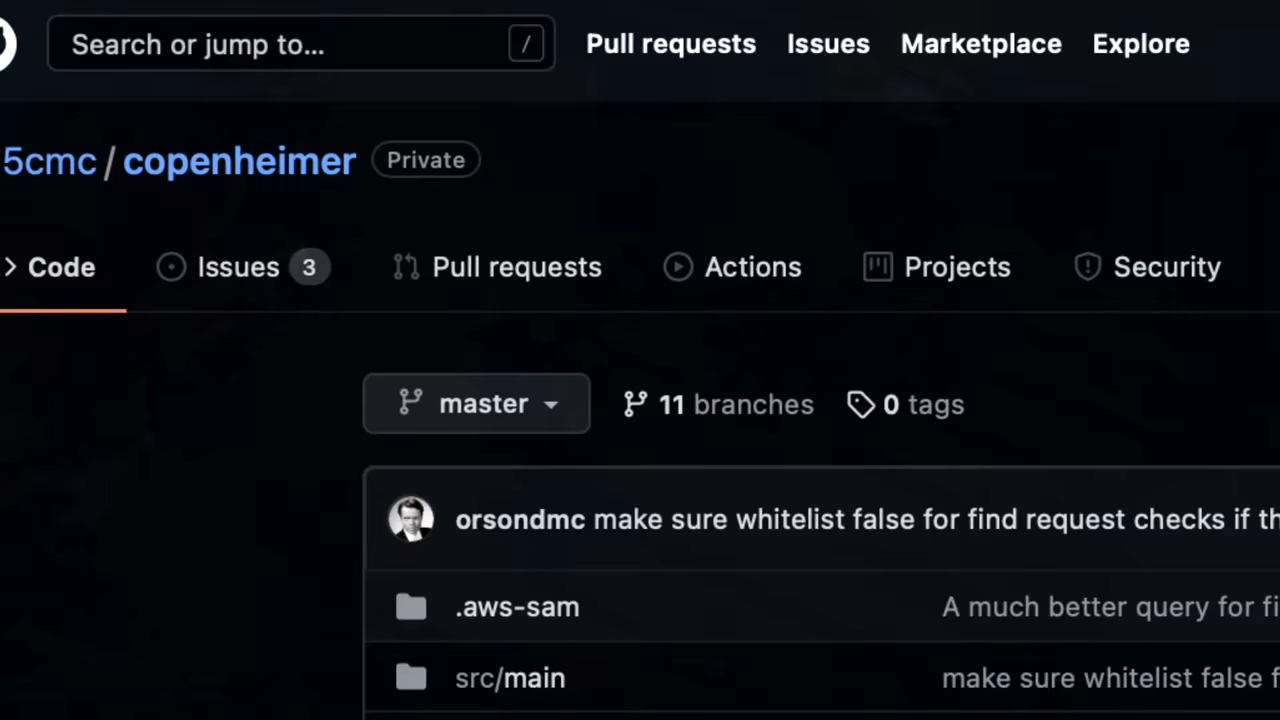 Search or jump to... / Pull requests Issues Marketplace Explore
5cmc / copenheimer Private
Code Issues 3 Pull requests Actions Projects Security
master 11 branches 0 tags
orsondmc make sure whitelist false for find request checks if th
.aws-sam A much better query for fi
src/main make sure whitelist false f